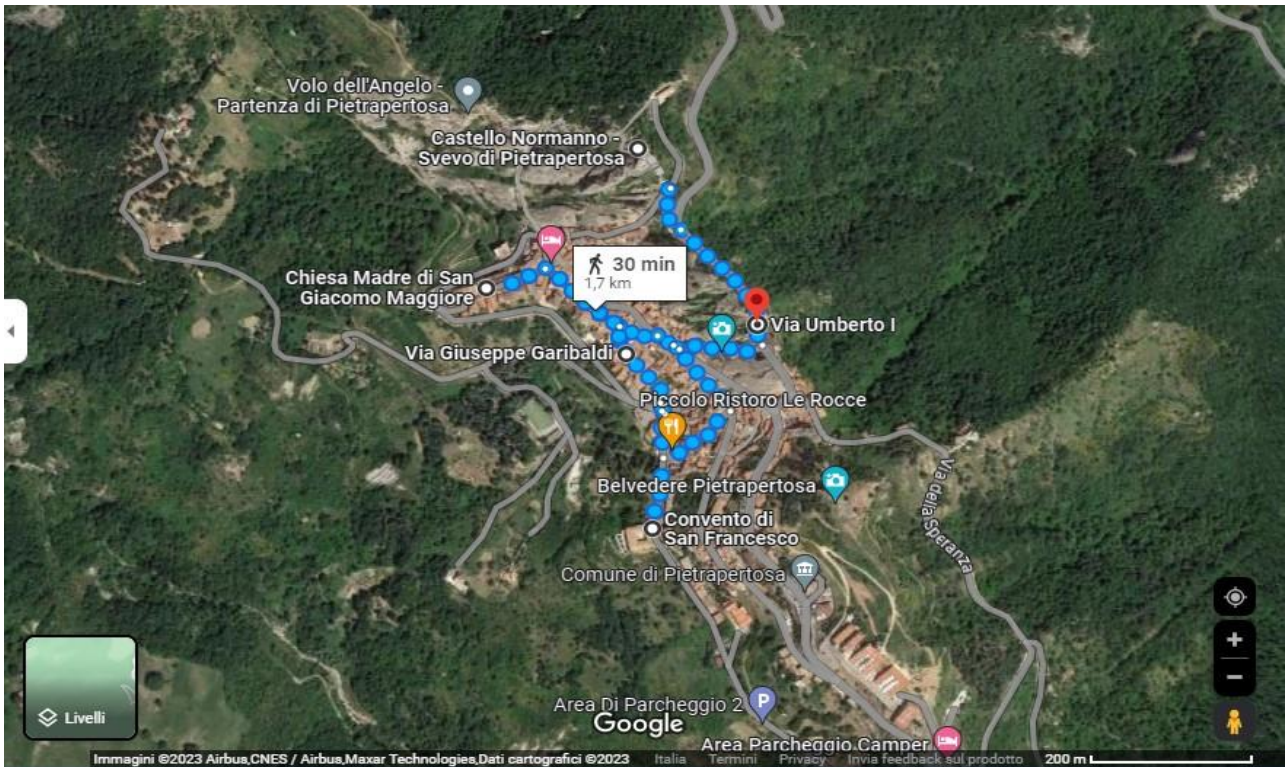 Volo dell'Angelo -
Partenza di Pietrapertosa
Castello Normanno -
Svevo di Pietrapertosa
Chiesa Madre di San
Giacomo Maggiore
30 min
1,7 km
Via Umberto I
Via Giuseppe Garibaldi
Piccolo Ristoro Le Rocce
Belvedere Pietrapertosa
Via della Speranza
Convento di
San Francesco
Comune di Pietrapertosa
Area Di Parcheggio 2
P
Livelli
Google
Area Parcheggio Camper
Immagini ©2023 Airbus,CNES / Airbus,Maxar Technologies,Dati cartografici ©2023 Italia Termini Privacy Invia feedback sul prodotto 200 m